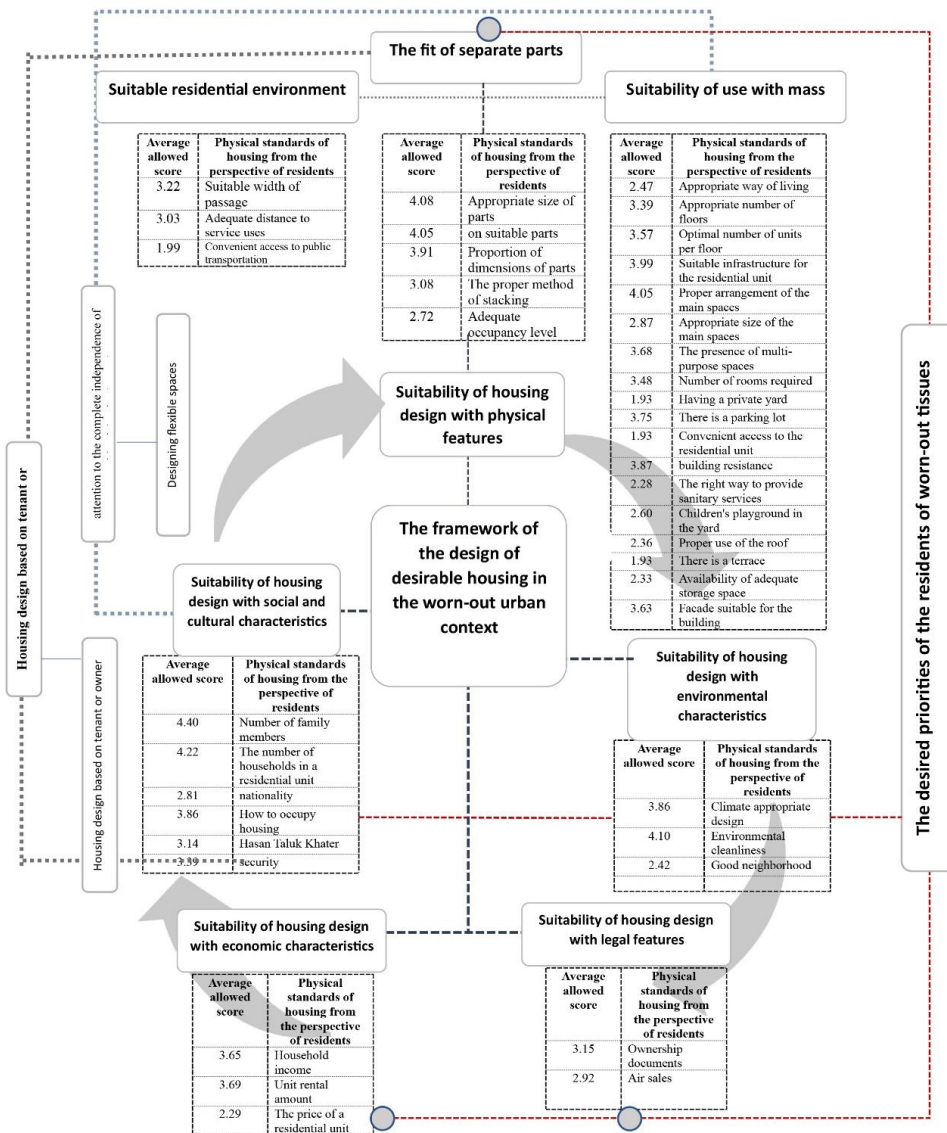 The fit of separate parts
Suitable residential environment
Suitability of use with mass
Average
allowed
score
Physical standards of
housing from the
perspective of residents
3.22
Suitable width of
passage
3.03
Adequate distance to
service uses
1.99
Convenient access to public
transportation
Average
allowed
score
Physical standards
of housing from the
perspective of
residents
4.08
Appropriate size of
parts
4.05
on suitable parts
3.91
Proportion of
dimensions of parts
3.08
The proper method
of stacking
2.72
Adequate
occupancy level
Average
allowed
score
Physical standards of
housing from the
perspective of
residents
2.47
Appropriate way of living
3.39
Appropriate number of
floors
3.57
Optimal number of units
per floor
3.99
Suitable infrastructure for
the residential unit
4.05
Proper arrangement of the
main spaces
2.87
Appropriate size of the
main spaces
3.68
The presence of multi-
purpose spaces
3.48
Number of rooms required
1.93
Having a private yard
3.75
There is a parking lot
1.93
Convenient access to the
residential unit
3.87
building resistance
2.28
The right way to provide
sanitary services
2.60
Children's playground in
the yard
2.36
Proper use of the roof
1.93
There is a terrace
2.33
Availability of adequate
storage space
3.63
Facade suitable for the
building
Housing design based on tenant or
attention to the complete independence of
Designing flexible spaces
Housing design based on tenant or owner
Suitability of housing
design with physical
features
The framework of
the design of
desirable housing in
the worn-out urban
context
Suitability of housing
design with social and
cultural characteristics
Average
allowed score
Physical standards
of housing from the
perspective of
residents
4.40
Number of family
members
4.22
The number of
households in a
residential unit
2.81
nationality
3.86
How to occupy
housing
3.14
Hasan Taluk Khater
3.39
security
Suitability of housing
design with
environmental
characteristics
Average
allowed score
Physical standards
of housing from the
perspective of
residents
3.86
Climate appropriate
design
4.10
Environmental
cleanliness
2.42
Good neighborhood
The desired priorities of the residents of worn-out tissues
Suitability of housing design
with economic characteristics
Average
allowed
score
Physical
standards of
housing from
the perspective
of residents
3.65
Household
income
3.69
Unit rental
amount
2.29
The price of a
residential unit
Suitability of housing design
with legal features
Average
allowed
score
Physical
standards of
housing from
the perspective
of residents
3.15
Ownership
documents
2.92
Air sales